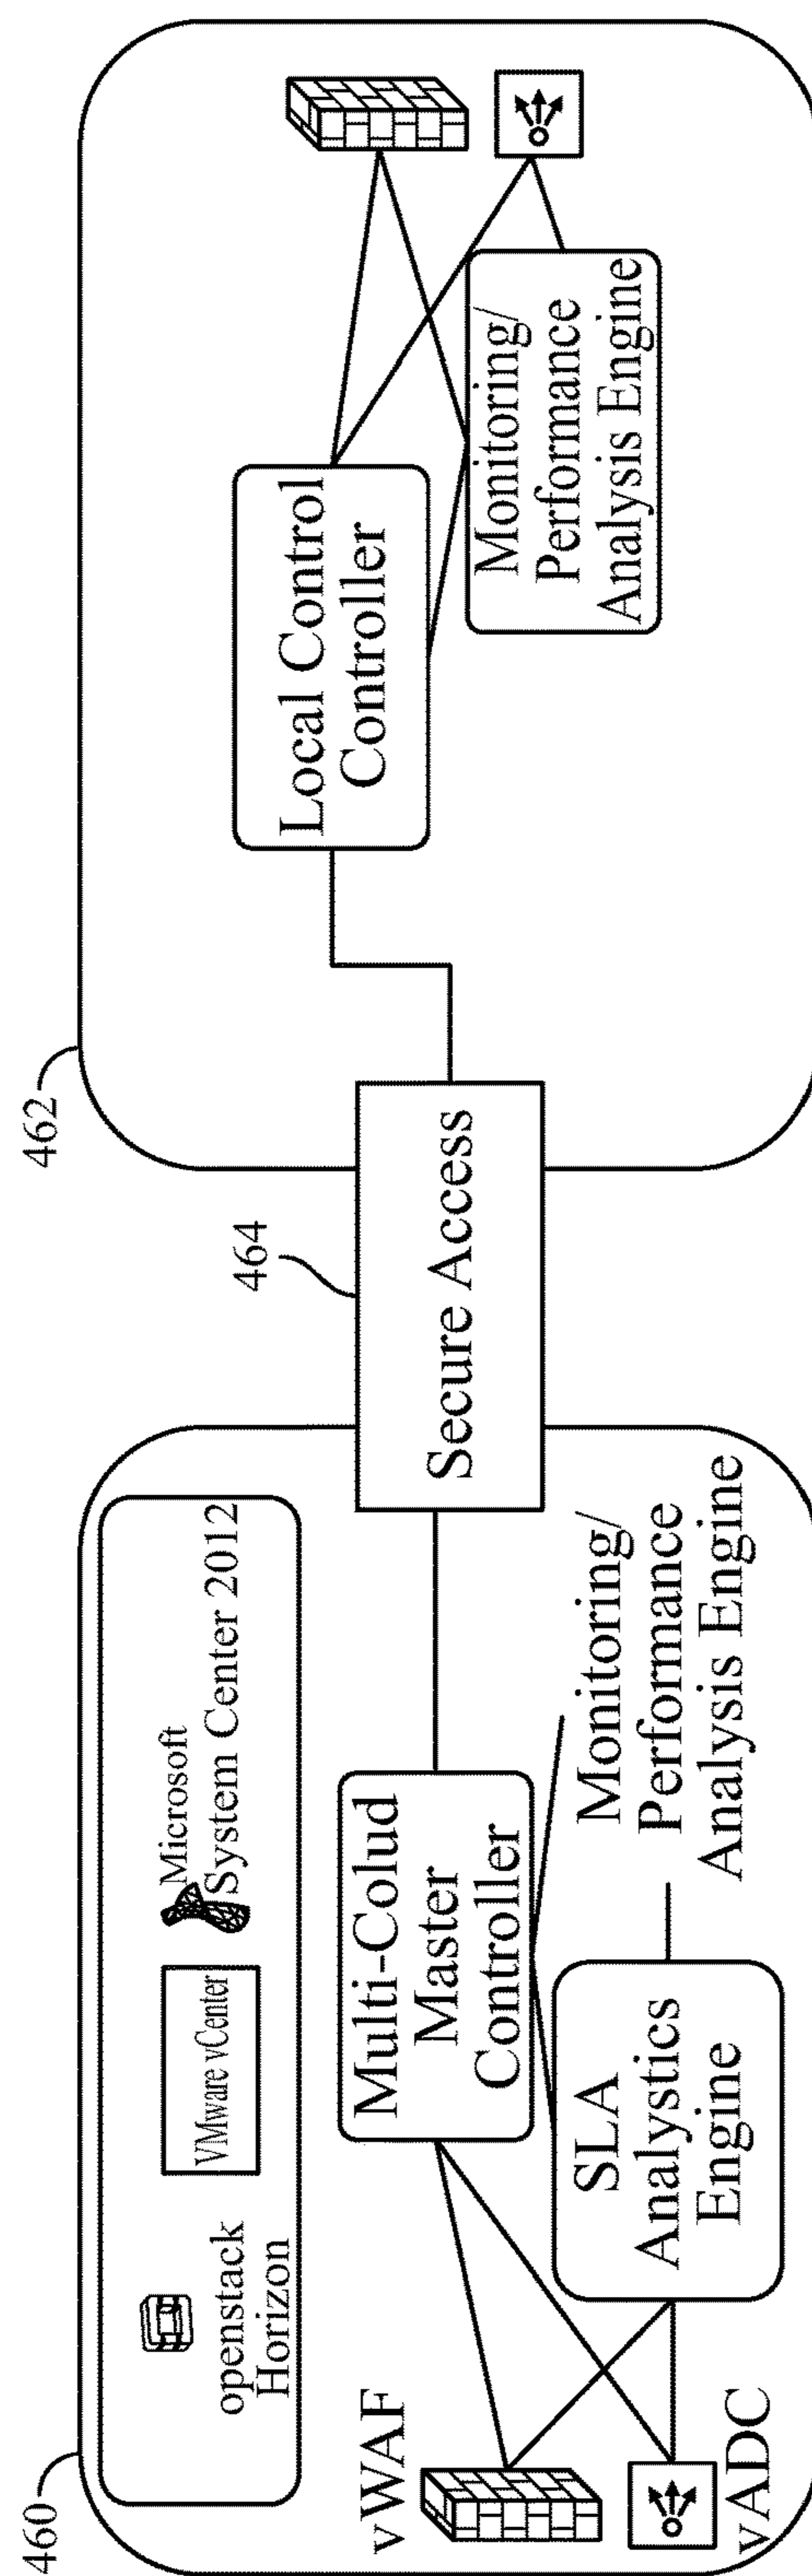 460
openstack
Horizon
VMware vCenter
Microsoft
System Center 2012
vWAF
vADC
Multi-Colud
Master
Controller
SLA
Analystics
Engine
Monitoring/
Performance
Analysis Engine
464
Secure Access
462
Local Control
Controller
Monitoring/
Performance
Analysis Engine